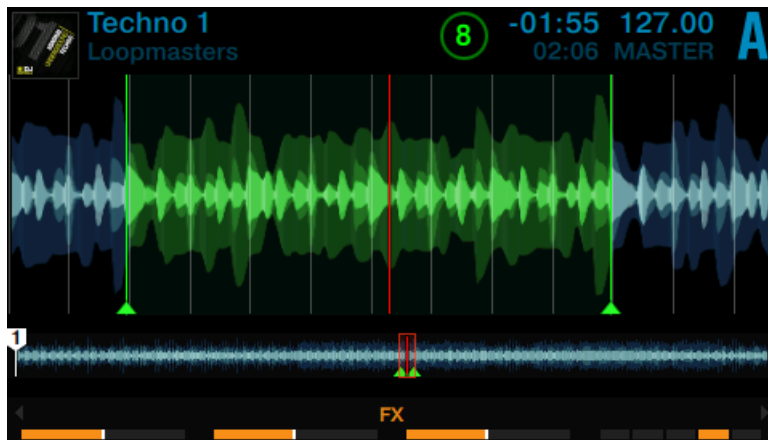 Techno 1
Loopmasters
8
-01:55 127.00
02:06 MASTER
A
1
FX